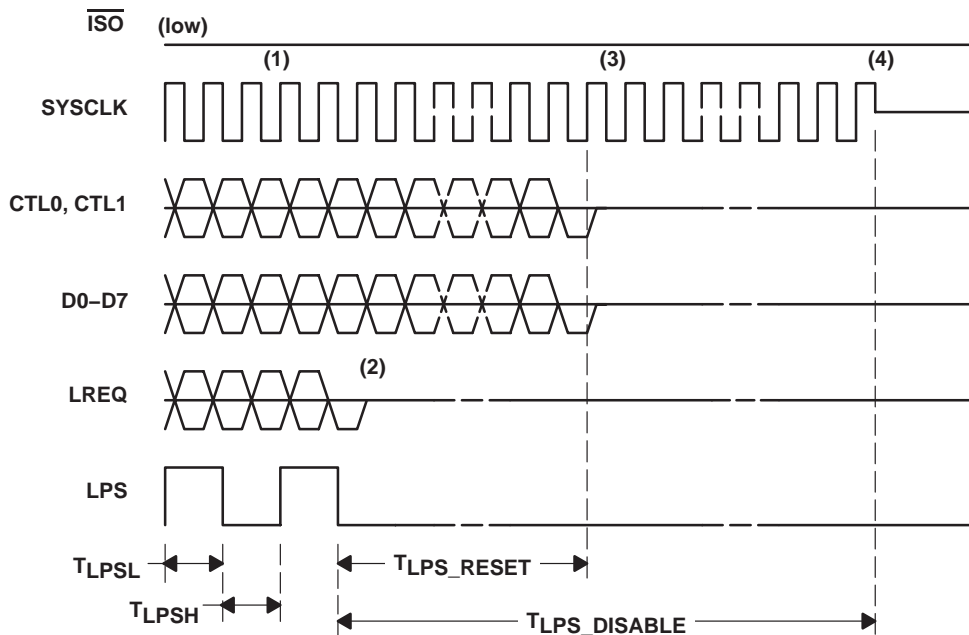 ISO
(low)
(1)
(3)
(4)
SYSCLK
CTL0, CTL1
D0–D7
(2)
LREQ
LPS
TLPSL
TLPS_RESET
TLPSH
TLPS_DISABLE